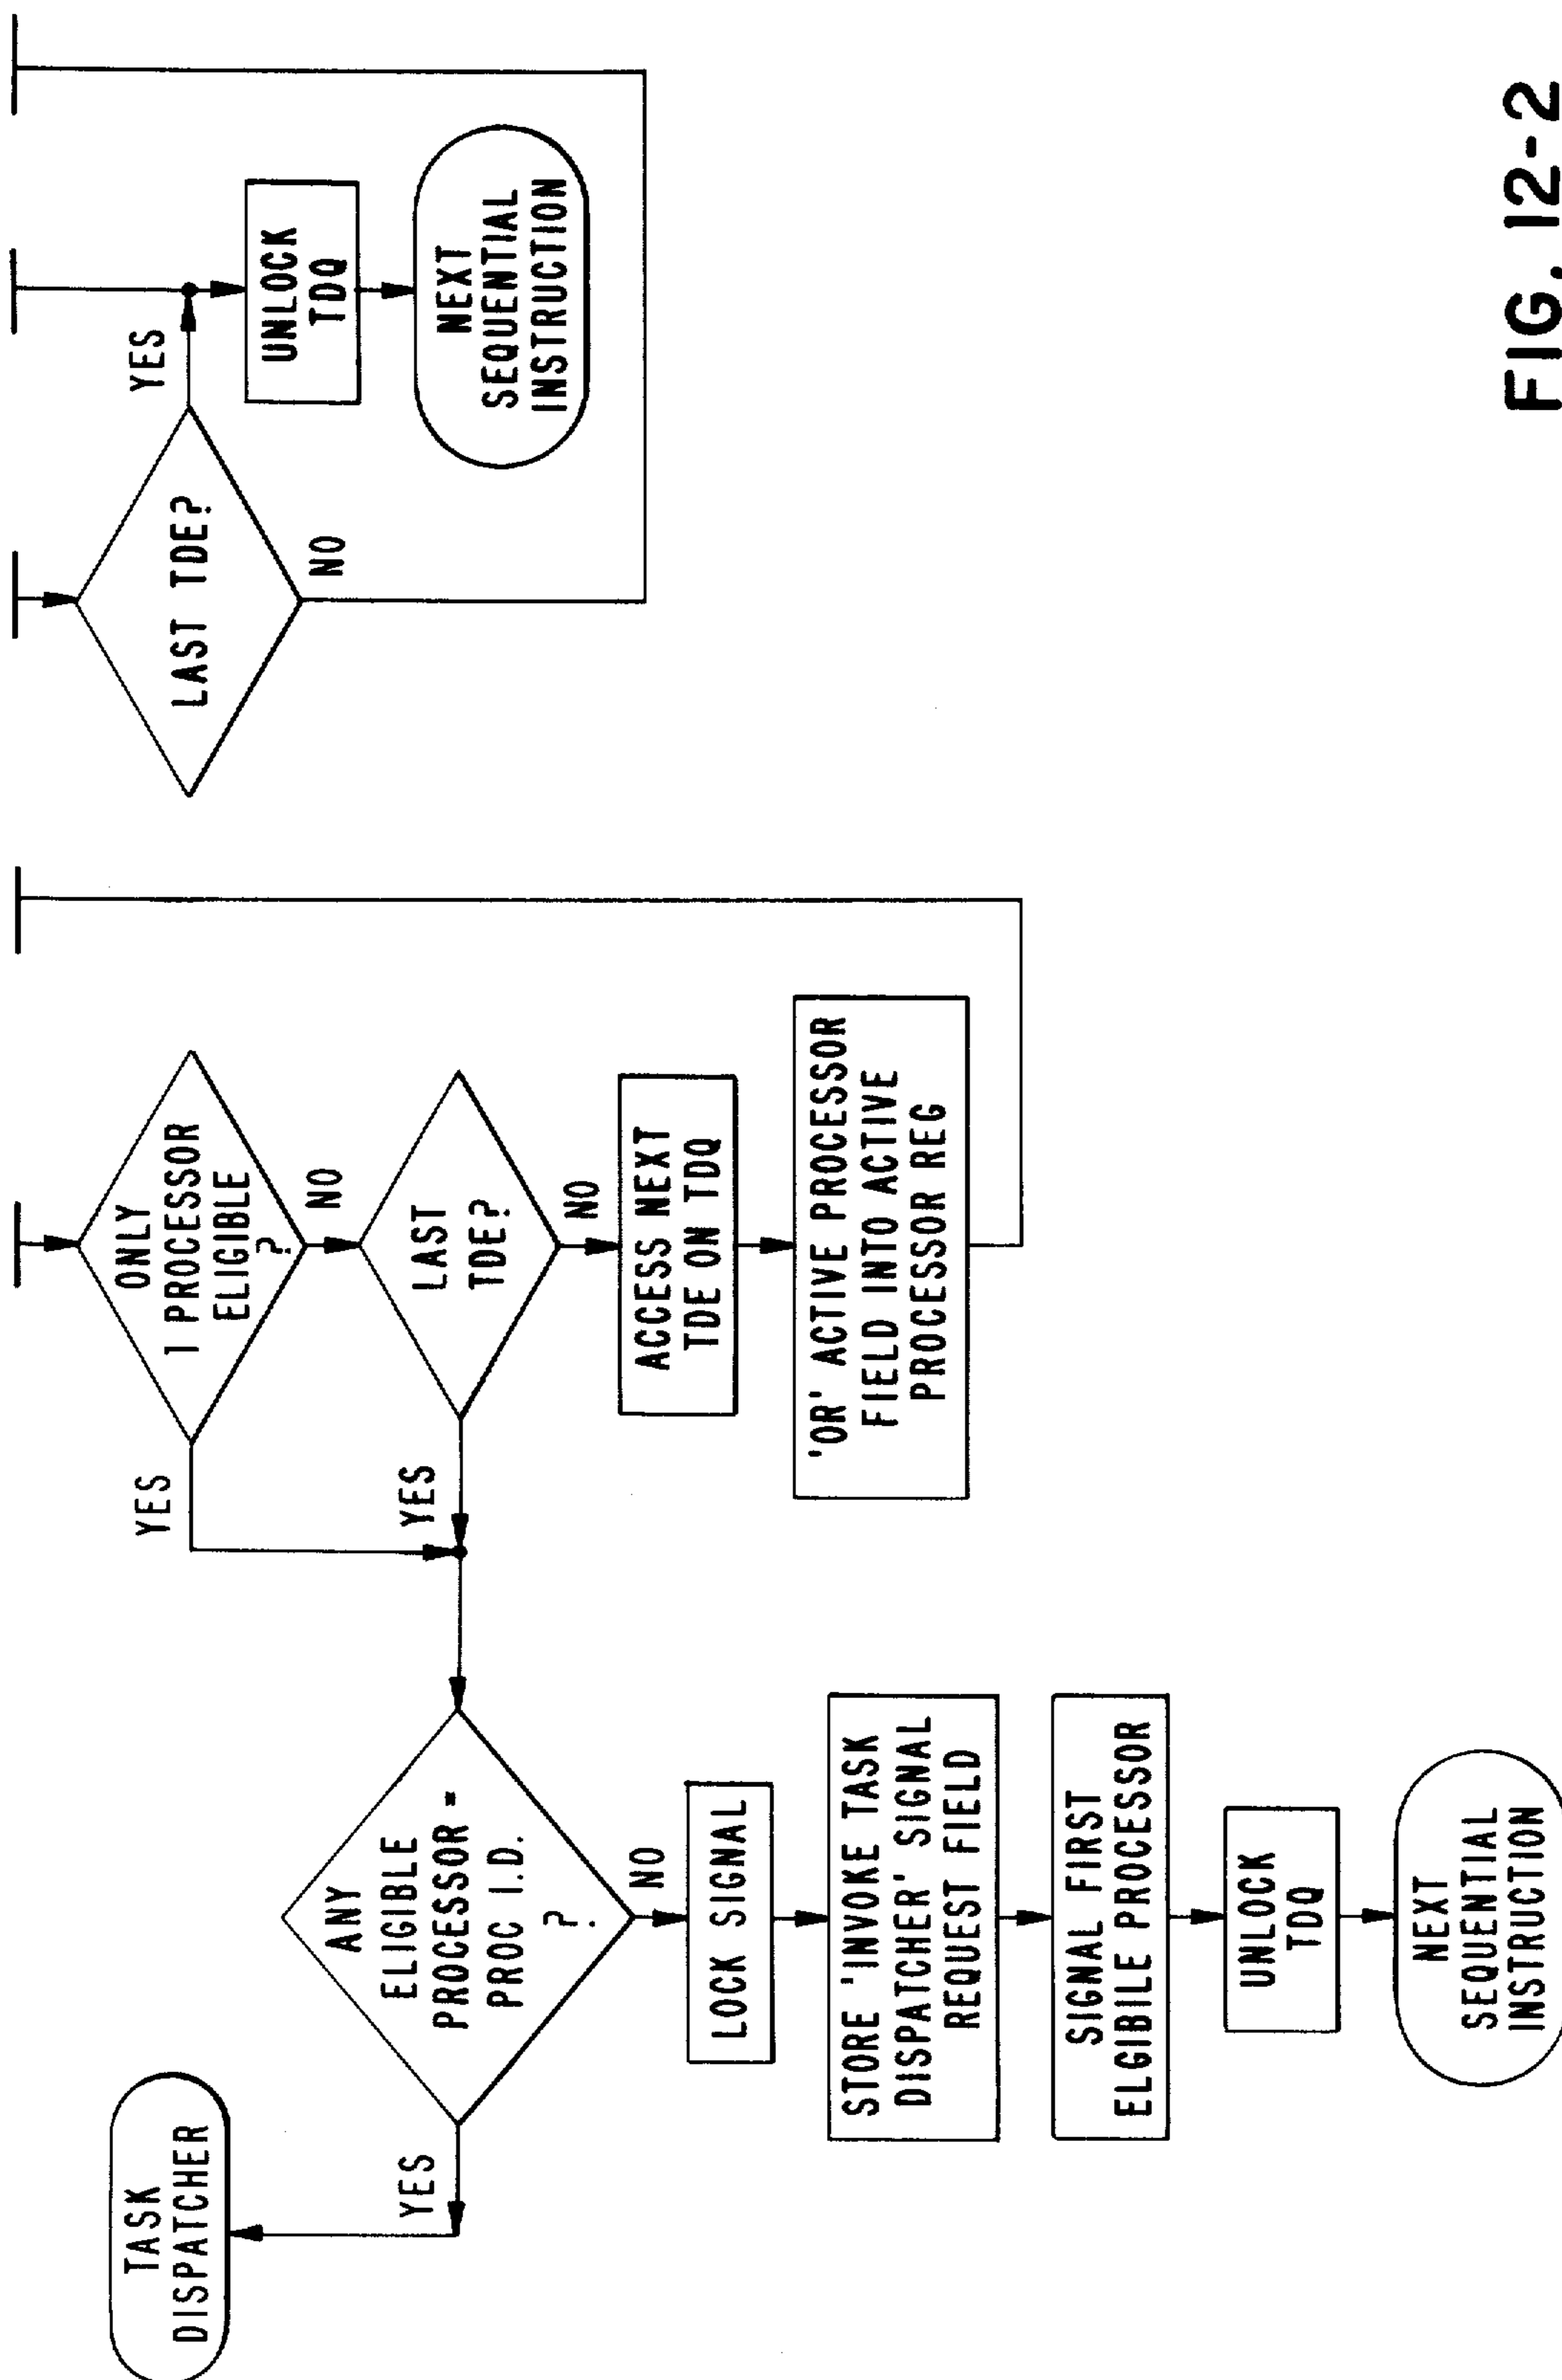 TASK
DISPATCHER
YES
ANY
ELIGIBLE
PROCESSOR =
PROC I.D.
?
NO
LOCK SIGNAL
STORE 'INVOKE TASK
DISPATCHER' SIGNAL
REQUEST FIELD
SIGNAL FIRST
ELGIBILE PROCESSOR
UNLOCK
TDQ
NEXT
SEQUENTIAL
INSTRUCTION
YES
ONLY
1 PROCESSOR
ELIGIBLE
?
NO
YES
LAST
TDE?
NO
ACCESS NEXT
TDE ON TDQ
'OR' ACTIVE PROCESSOR
FIELD INTO ACTIVE
PROCESSOR REG
LAST TDE?
YES
NO
UNLOCK
TDQ
NEXT
SEQUENTIAL
INSTRUCTION
FIG. 12-2